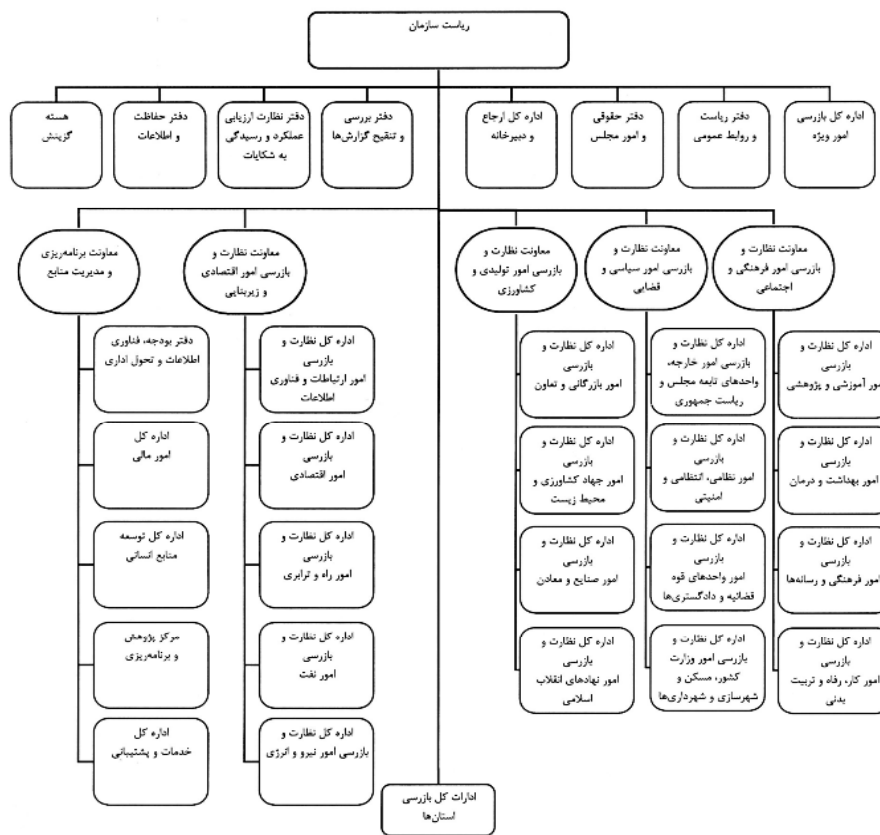 ریاست سازمان
اداره کل بازرسی
امور ویژه
دفتر ریاست
و روابط عمومی
دفتر حقوقی
و امور مجلس
اداره کل ارجاع
و دبیرخانه
دفتر بررسی
و تنقیح گزارش‌ها
دفتر نظارت ارزیابی
عملکرد و رسیدگی
به شکایات
دفتر حفاظت
و اطلاعات
هسته
گزینش
معاونت نظارت و
بازرسی امور فرهنگی و
اجتماعی
معاونت نظارت و
بازرسی امور سیاسی و
قضایی
معاونت نظارت و
بازرسی امور تولیدی و
کشاورزی
معاونت نظارت و
بازرسی امور اقتصادی
و زیربنایی
معاونت برنامه‌ریزی
و مدیریت منابع
اداره کل نظارت و
بازرسی
امور آموزشی و پژوهشی
اداره کل نظارت و
بازرسی
امور بهداشت و درمان
اداره کل نظارت و
بازرسی
امور فرهنگی و رسانه‌ها
اداره کل نظارت و
بازرسی
امور کار، رفاه و تربیت
بدنی
اداره کل نظارت و
بازرسی امور خارجه،
واحدهای تابعه مجلس و
ریاست جمهوری
اداره کل نظارت و
بازرسی
امور نظامی، انتظامی و
امنیتی
اداره کل نظارت و
بازرسی
امور واحدهای قوه
قضائیه و دادگستری‌ها
اداره کل نظارت و
بازرسی امور وزارت
کشور، مسکن و
شهرسازی و شهرداری‌ها
اداره کل نظارت و
بازرسی
امور بازرگانی و تعاون
اداره کل نظارت و
بازرسی
امور جهاد کشاورزی و
محیط زیست
اداره کل نظارت و
بازرسی
امور صنایع و معادن
اداره کل نظارت و
بازرسی
امور نهادهای انقلاب
اسلامی
اداره کل نظارت و
بازرسی
امور ارتباطات و فناوری
اطلاعات
اداره کل نظارت و
بازرسی
امور اقتصادی
اداره کل نظارت و
بازرسی
امور راه و ترابری
اداره کل نظارت و
بازرسی
امور نفت
اداره کل نظارت و
بازرسی امور نیرو و انرژی
دفتر بودجه، فناوری
اطلاعات و تحول اداری
اداره کل
امور مالی
اداره کل توسعه
منابع انسانی
مرکز پژوهش
و برنامه‌ریزی
اداره کل
خدمات و پشتیبانی
ادارات کل بازرسی
استان‌ها